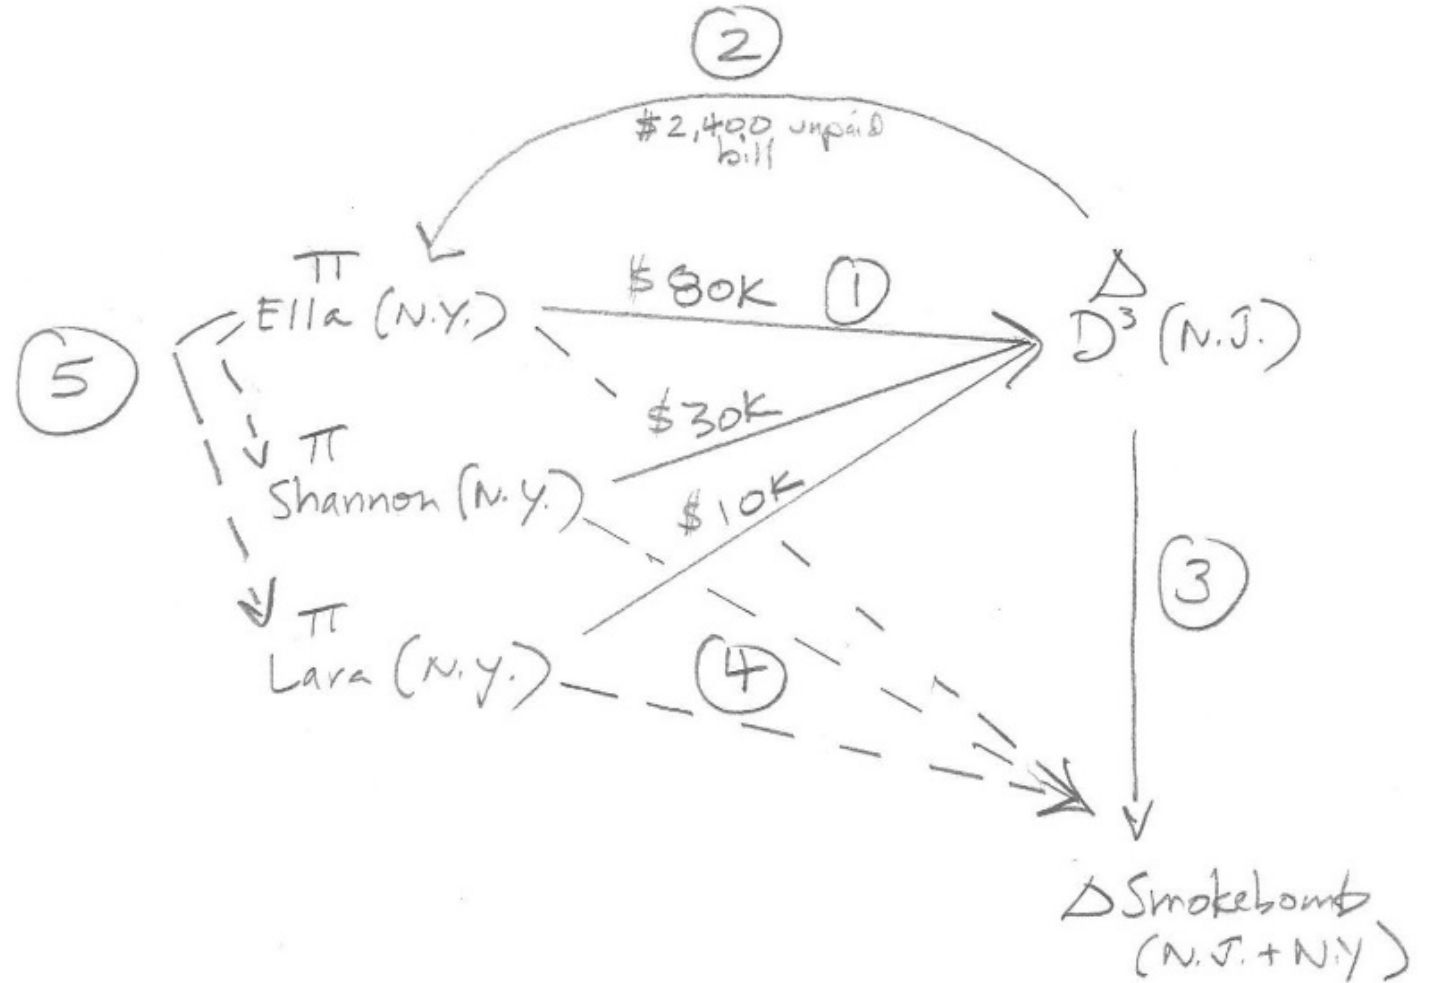 2
$2,400 unpaid
bill
π
Ella (N.Y.)
$80K
1
Δ
D³ (N.J.)
5
$30K
π
Shannon (N.Y.)
$10K
3
π
Lara (N.Y.)
4
Δ Smokebomb
(N.J. + N.Y)